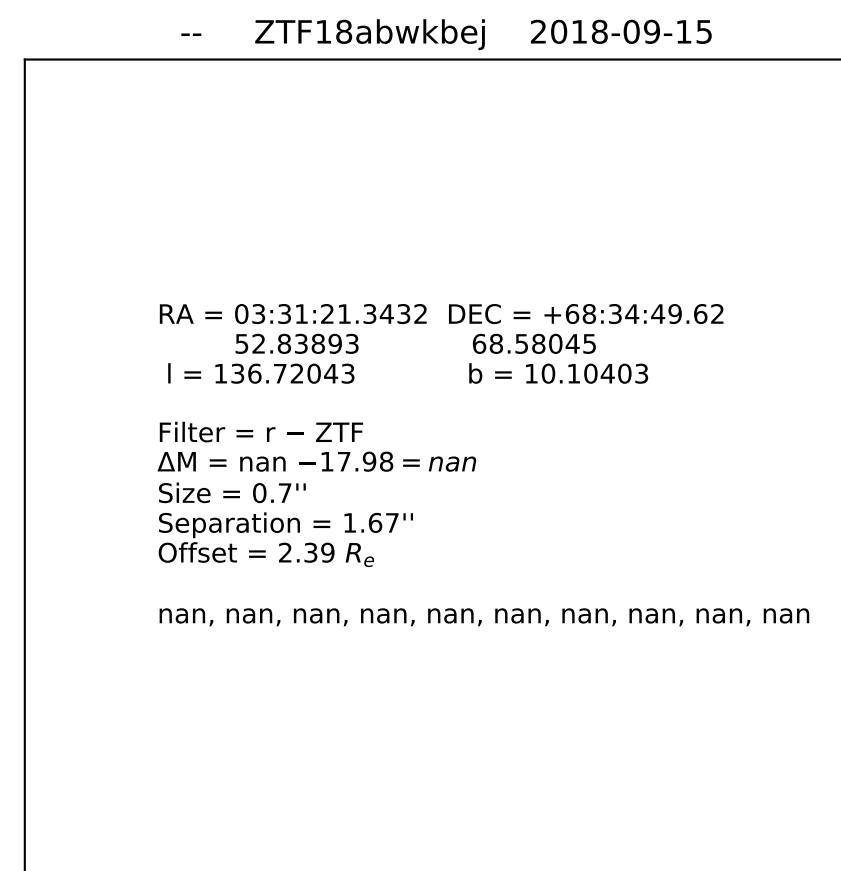 -- ZTF18abwkbej 2018-09-15
RA = 03:31:21.3432 DEC = +68:34:49.62
52.83893 68.58045
l = 136.72043 b = 10.10403
Filter = r − ZTF
ΔM = nan −17.98 = nan
Size = 0.7''
Separation = 1.67''
Offset = 2.39 Rₑ
nan, nan, nan, nan, nan, nan, nan, nan, nan, nan